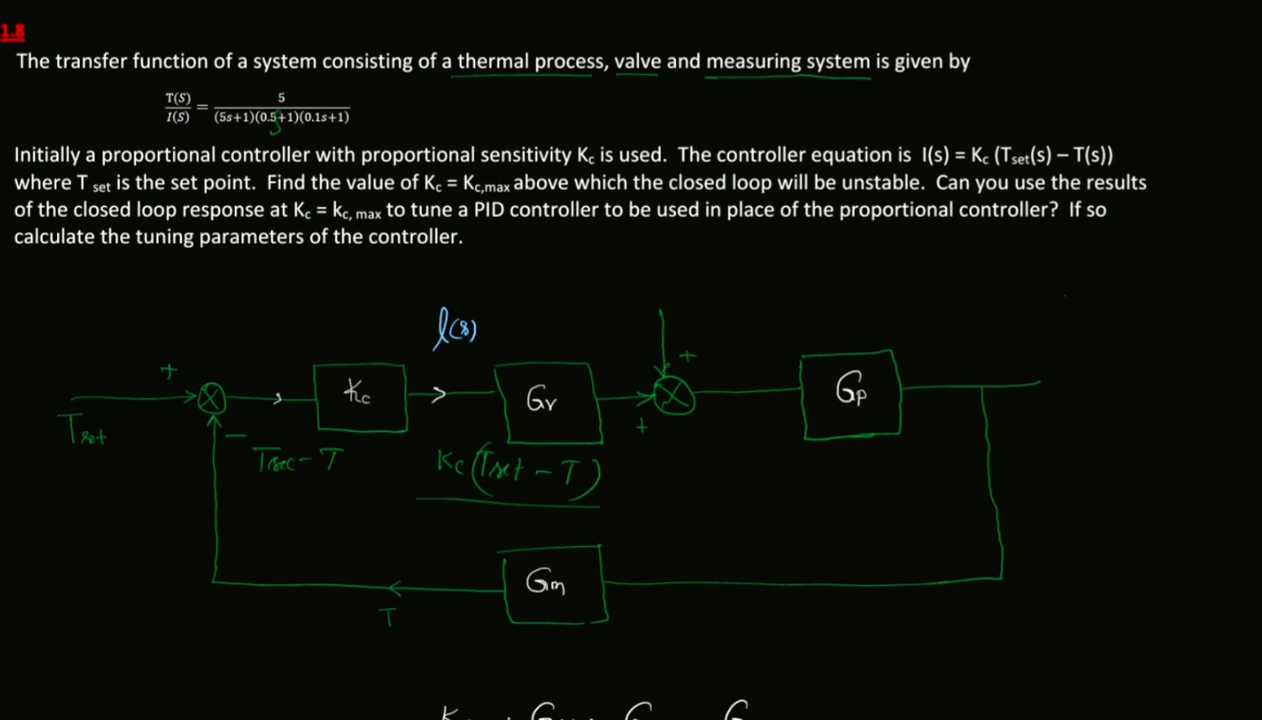 1.8
The transfer function of a system consisting of a thermal process, valve and measuring system is given by
T(S)/I(S) = 5/((5s+1)(0.5+1)(0.1s+1))
s
Initially a proportional controller with proportional sensitivity Kc is used. The controller equation is I(s) = Kc (Tset(s) – T(s))
where T set is the set point. Find the value of Kc = Kc,max above which the closed loop will be unstable. Can you use the results
of the closed loop response at Kc = kc, max to tune a PID controller to be used in place of the proportional controller? If so
calculate the tuning parameters of the controller.
I(s)
+
+
Kc
Gv
Gp
Tset
−
+
Tsec - T
Kc (Tset - T)
Gm
T